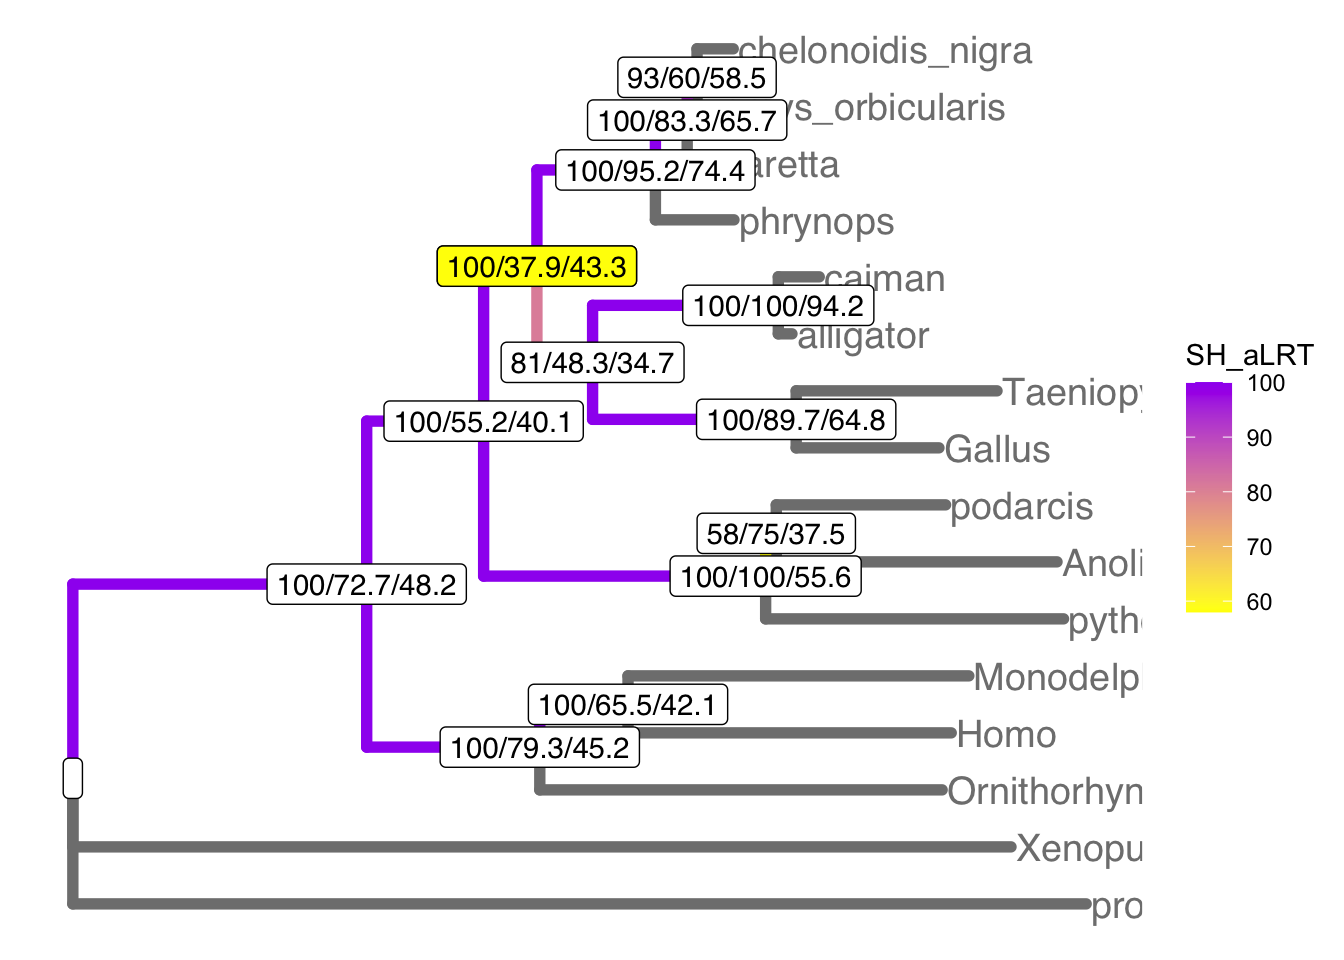 chelonoidis_nigra
93/60/58.5
ys_orbicularis
100/83.3/65.7
aretta
100/95.2/74.4
phrynops
100/37.9/43.3
caiman
100/100/94.2
alligator
81/48.3/34.7
SH_aLRT
100
90
80
70
60
Taeniopy
100/55.2/40.1
100/89.7/64.8
Gallus
podarcis
58/75/37.5
Anoli
100/100/55.6
100/72.7/48.2
pyth
Monodelp
100/65.5/42.1
Homo
100/79.3/45.2
Ornithorhyn
Xenopu
pro